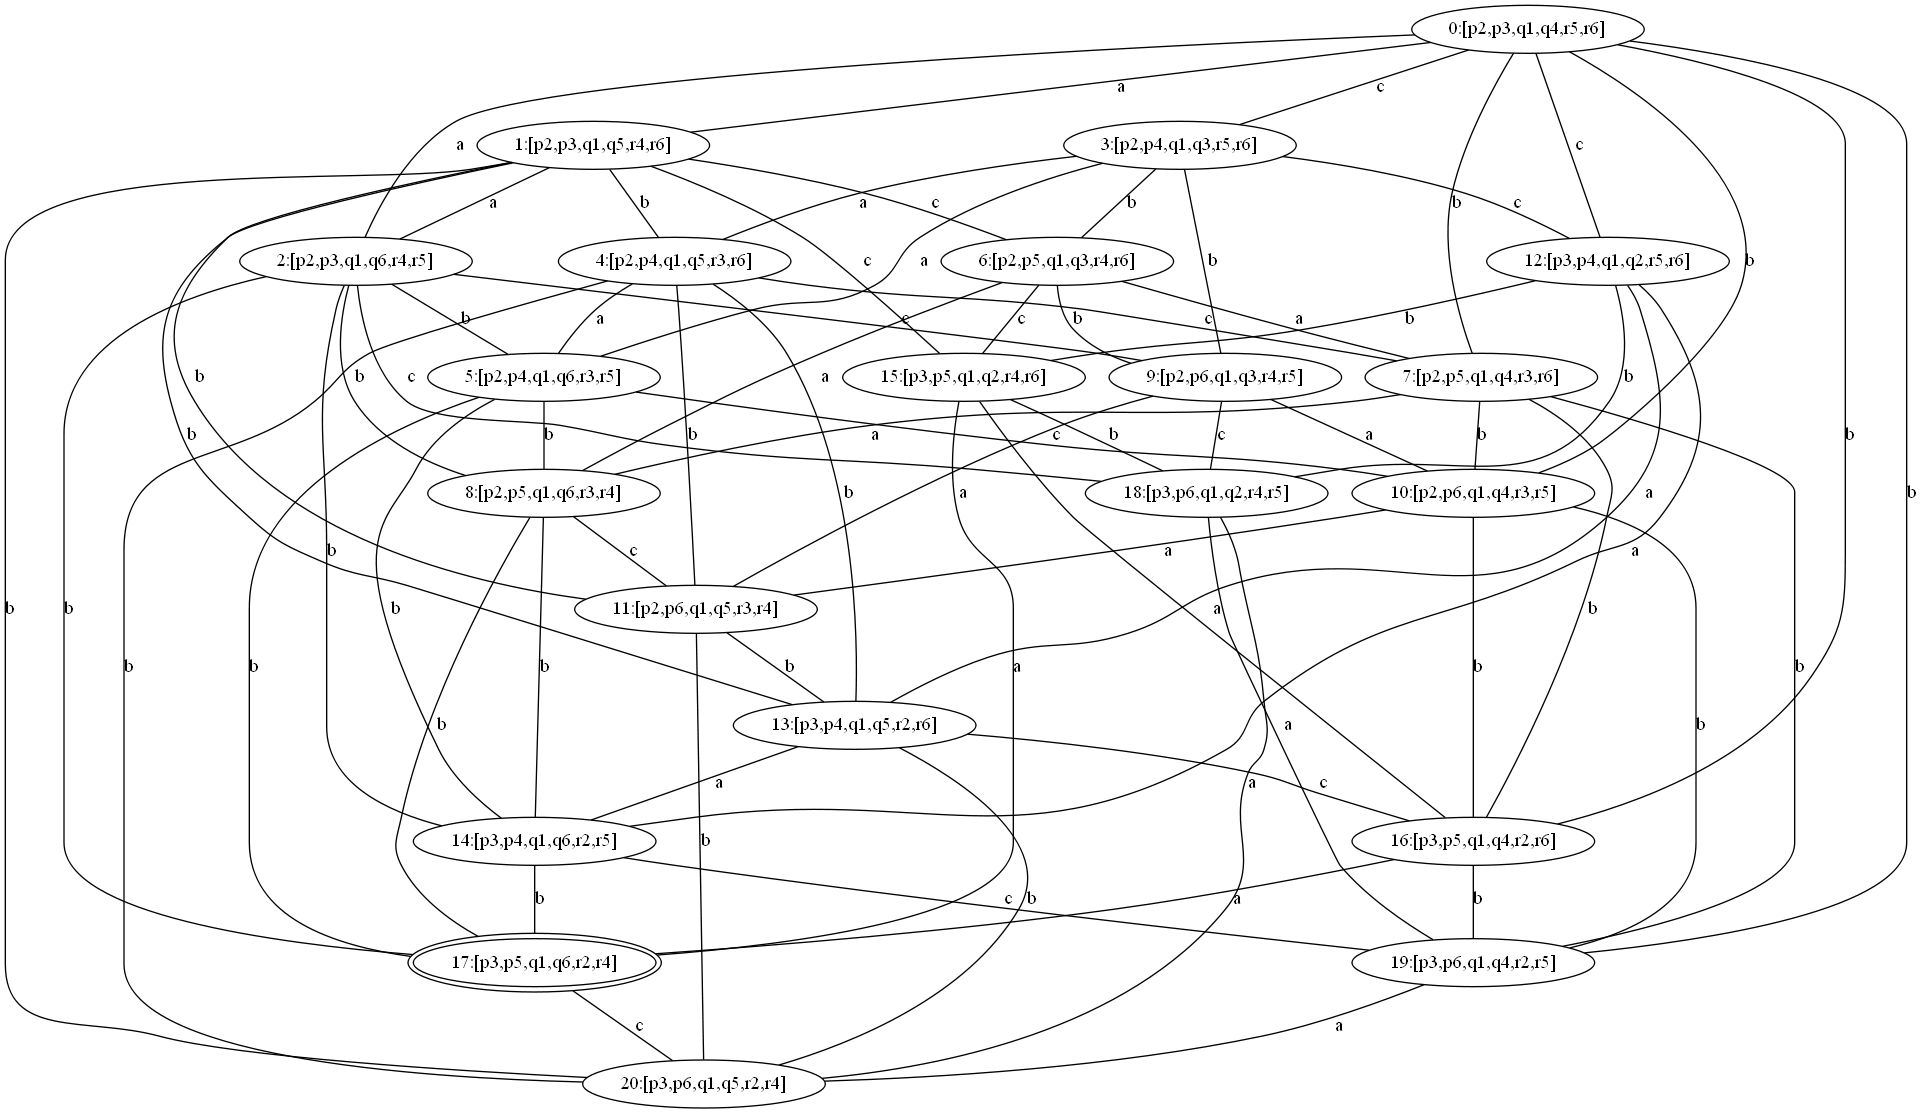 0:[p2,p3,q1,q4,r5,r6]
a
c
1:[p2,p3,q1,q5,r4,r6]
3:[p2,p4,q1,q3,r5,r6]
a
c
a
b
c
a
b
c
b
2:[p2,p3,q1,q6,r4,r5]
4:[p2,p4,q1,q5,r3,r6]
6:[p2,p5,q1,q3,r4,r6]
12:[p3,p4,q1,q2,r5,r6]
c
a
b
b
b
a
c
c
b
c
a
b
5:[p2,p4,q1,q6,r3,r5]
15:[p3,p5,q1,q2,r4,r6]
9:[p2,p6,q1,q3,r4,r5]
7:[p2,p5,q1,q4,r3,r6]
b
b
c
a
b
b
b
b
a
c
b
c
a
b
b
8:[p2,p5,q1,q6,r3,r4]
18:[p3,p6,q1,q2,r4,r5]
10:[p2,p6,q1,q4,r3,r5]
b
a
a
b
b
c
a
a
b
b
b
11:[p2,p6,q1,q5,r3,r4]
a
b
b
b
b
b
a
b
b
b
13:[p3,p4,q1,q5,r2,r6]
a
b
a
a
c
14:[p3,p4,q1,q6,r2,r5]
b
16:[p3,p5,q1,q4,r2,r6]
b
c
b
a
b
17:[p3,p5,q1,q6,r2,r4]
19:[p3,p6,q1,q4,r2,r5]
c
a
20:[p3,p6,q1,q5,r2,r4]